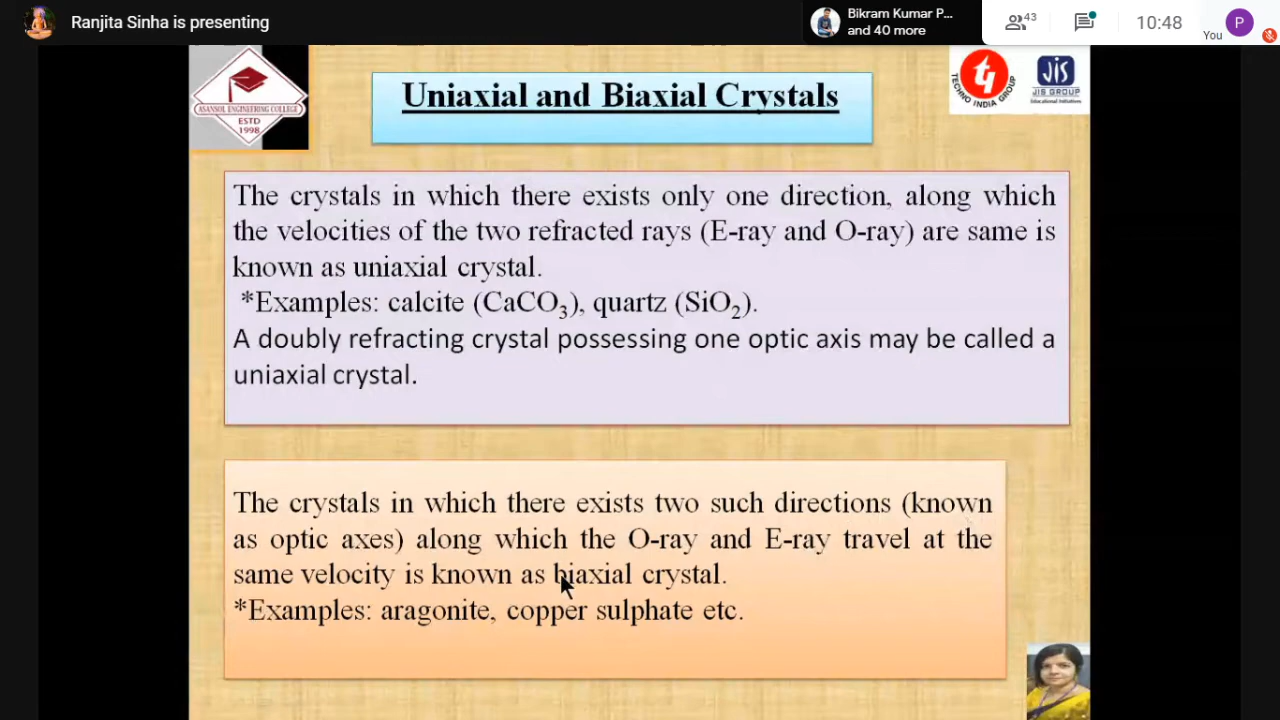 Ranjita Sinha is presenting
Bikram Kumar P...
and 40 more
43
10:48
You
P
ASANSOL ENGINEERING COLLEGE
ESTD
1998
Uniaxial and Biaxial Crystals
TECHNO INDIA GROUP
JIS
JIS GROUP
Educational Initiatives
The crystals in which there exists only one direction, along which
the velocities of the two refracted rays (E-ray and O-ray) are same is
known as uniaxial crystal.
*Examples: calcite (CaCO₃), quartz (SiO₂).
A doubly refracting crystal possessing one optic axis may be called a
uniaxial crystal.
The crystals in which there exists two such directions (known
as optic axes) along which the O-ray and E-ray travel at the
same velocity is known as biaxial crystal.
*Examples: aragonite, copper sulphate etc.